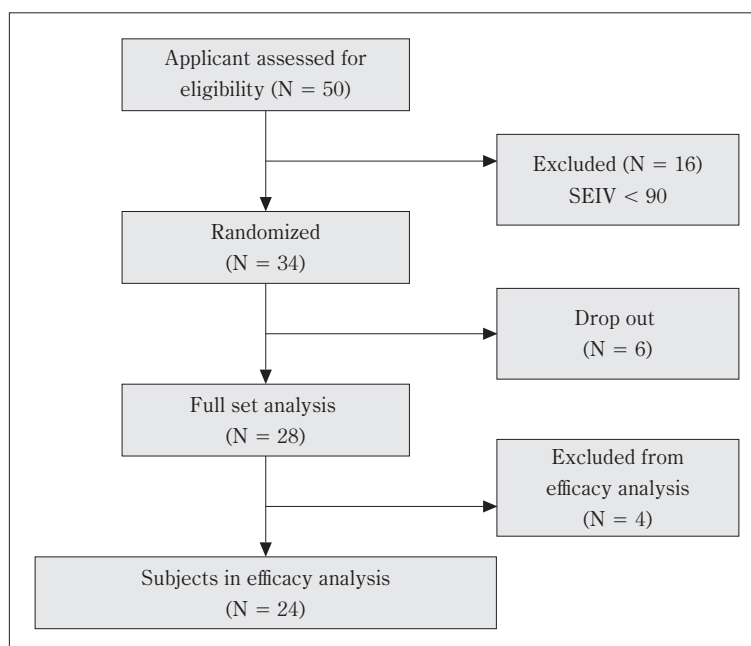 Applicant assessed for
eligibility (N = 50)
Excluded (N = 16)
SEIV < 90
Randomized
(N = 34)
Drop out
(N = 6)
Full set analysis
(N = 28)
Excluded from
efficacy analysis
(N = 4)
Subjects in efficacy analysis
(N = 24)